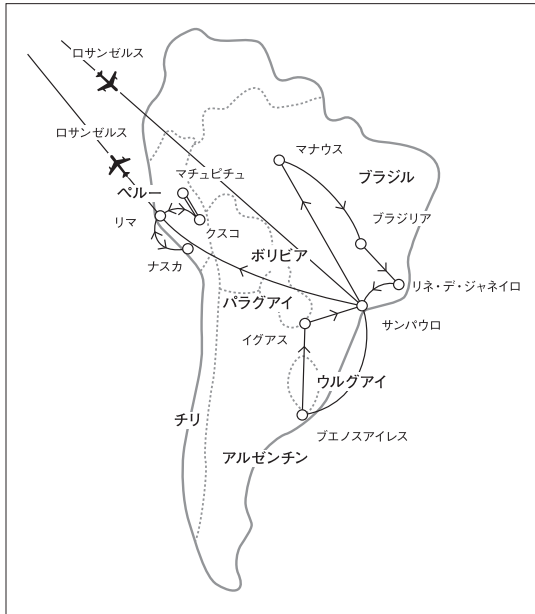 ロサンゼルス
ロサンゼルス
マナウス
ブラジル
マチュピチュ
ペルー
ブラジリア
リマ
クスコ
ナスカ
ボリビア
リネ・デ・ジャネイロ
パラグアイ
サンパウロ
イグアス
ウルグアイ
チリ
ブエノスアイレス
アルゼンチン